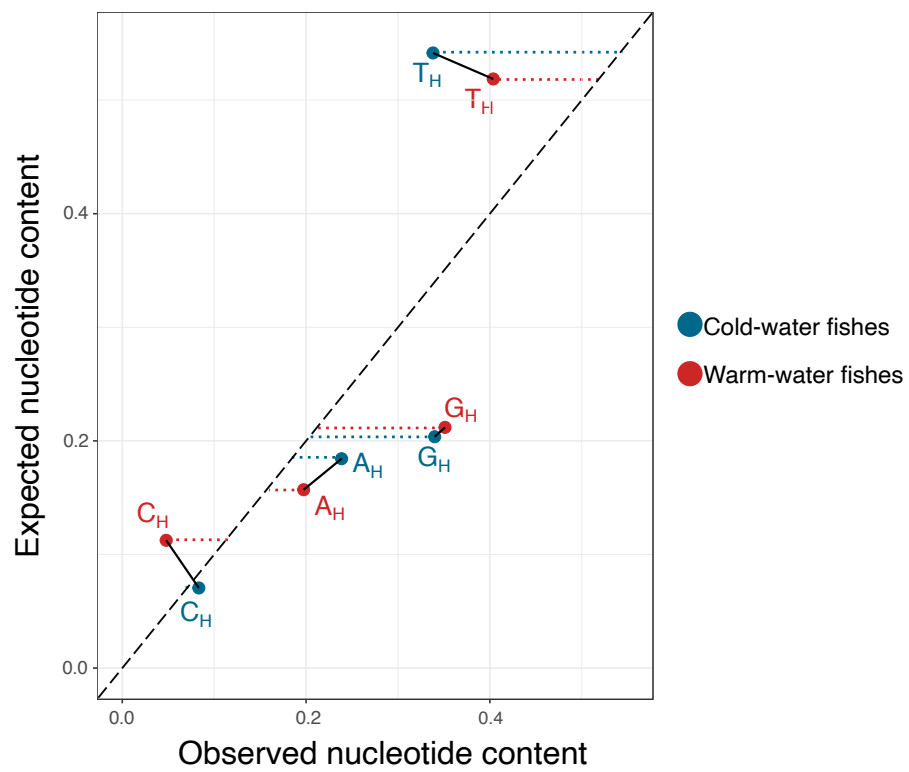 Expected nucleotide content
0.4
0.2
0.0
T_H
T_H
G_H
G_H
A_H
A_H
C_H
C_H
0.0
0.2
0.4
Observed nucleotide content
Cold-water fishes
Warm-water fishes